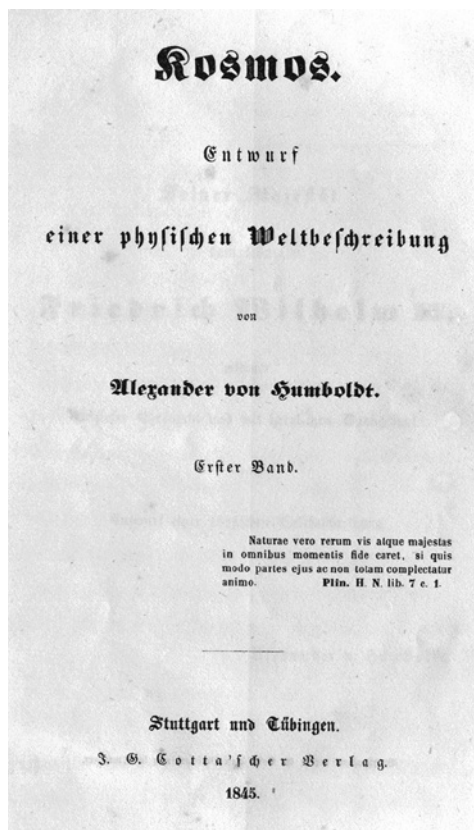 Kosmos.
Entwurf
einer physischen Weltbeschreibung
von
Alexander von Humboldt.
Erster Band.
Naturae vero rerum vis atque majestas
in omnibus momentis fide caret, si quis
modo partes ejus ac non totam complectatur
animo. Plin. H. N. lib. 7 c. 1.
Stuttgart und Tübingen.
J. G. Cotta'scher Verlag.
1845.